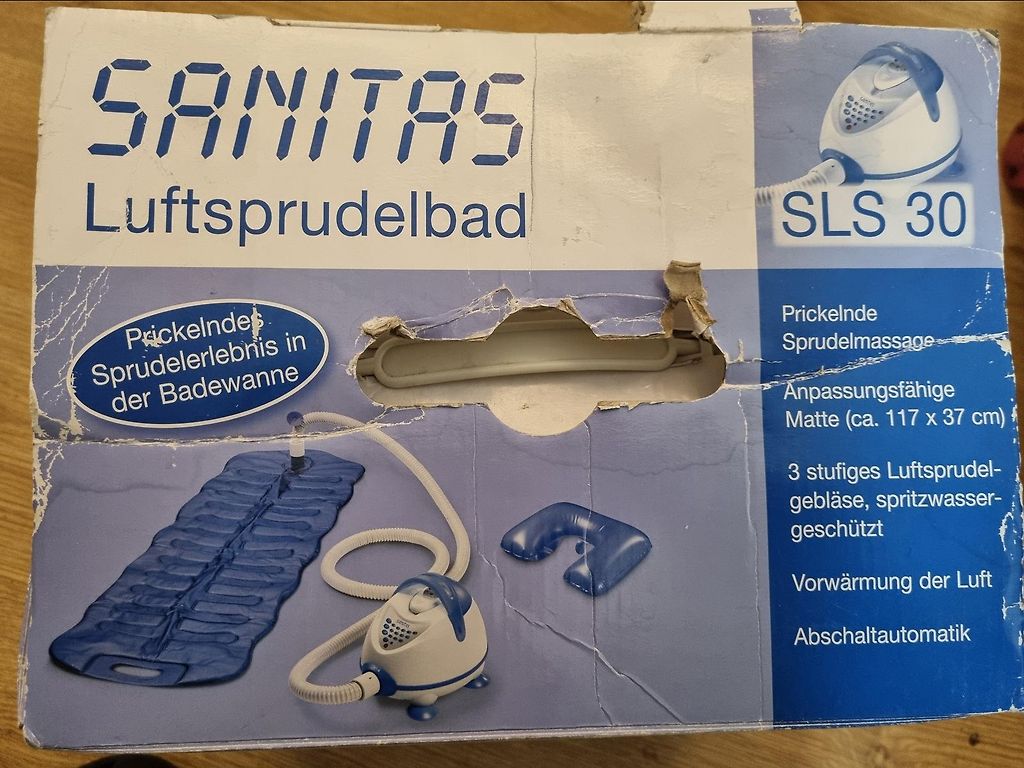 SANITAS
Luftsprudelbad
SLS 30
Prickelndes
Sprudelerlebnis in
der Badewanne
Prickelnde
Sprudelmassage
Anpassungsfähige
Matte (ca. 117 x 37 cm)
3 stufiges Luftsprudel-
gebläse, spritzwasser-
geschützt
Vorwärmung der Luft
Abschaltautomatik